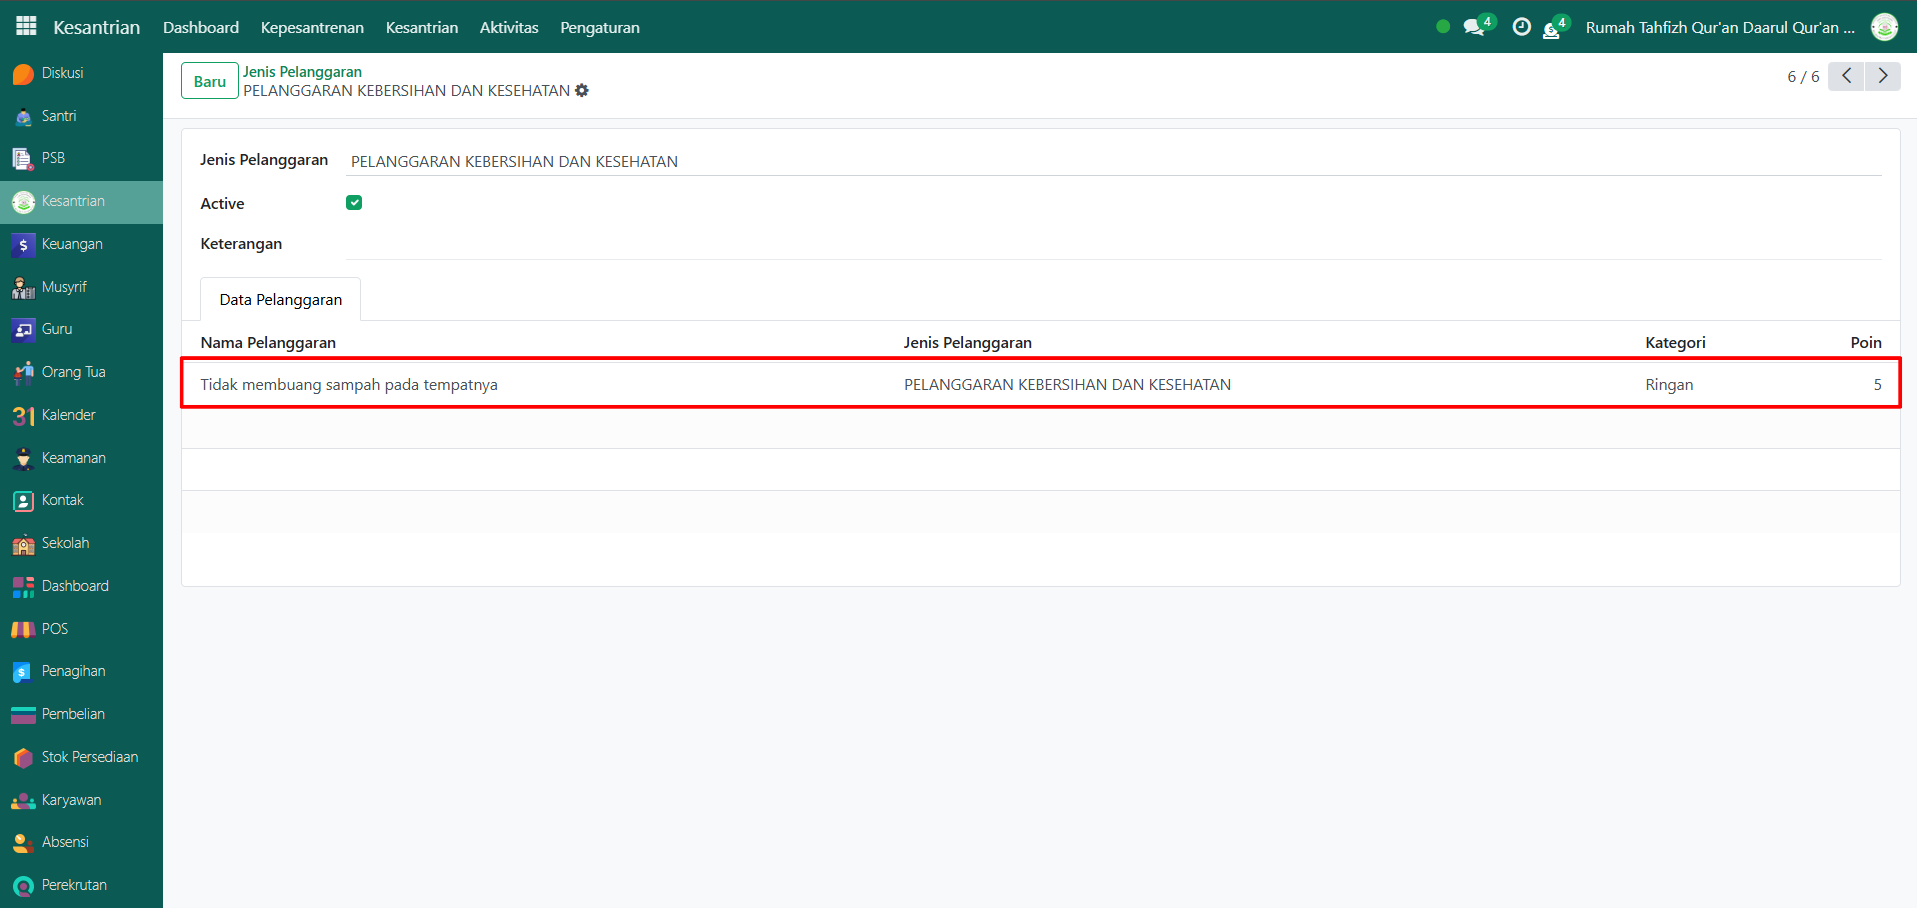 Kesantrian Dashboard Kepesantrenan Kesantrian Aktivitas Pengaturan 4 4 Rumah Tahfizh Qur'an Daarul Qur'an ...
Diskusi
Santri
PSB
Kesantrian
Keuangan
Musyrif
Guru
Orang Tua
31 Kalender
Keamanan
Kontak
Sekolah
Dashboard
POS
Penagihan
Pembelian
Stok Persediaan
Karyawan
Absensi
Perekrutan
Baru
Jenis Pelanggaran
PELANGGARAN KEBERSIHAN DAN KESEHATAN
6 / 6
Jenis Pelanggaran PELANGGARAN KEBERSIHAN DAN KESEHATAN
Active
Keterangan
Data Pelanggaran
Nama Pelanggaran Jenis Pelanggaran Kategori Poin
Tidak membuang sampah pada tempatnya PELANGGARAN KEBERSIHAN DAN KESEHATAN Ringan 5